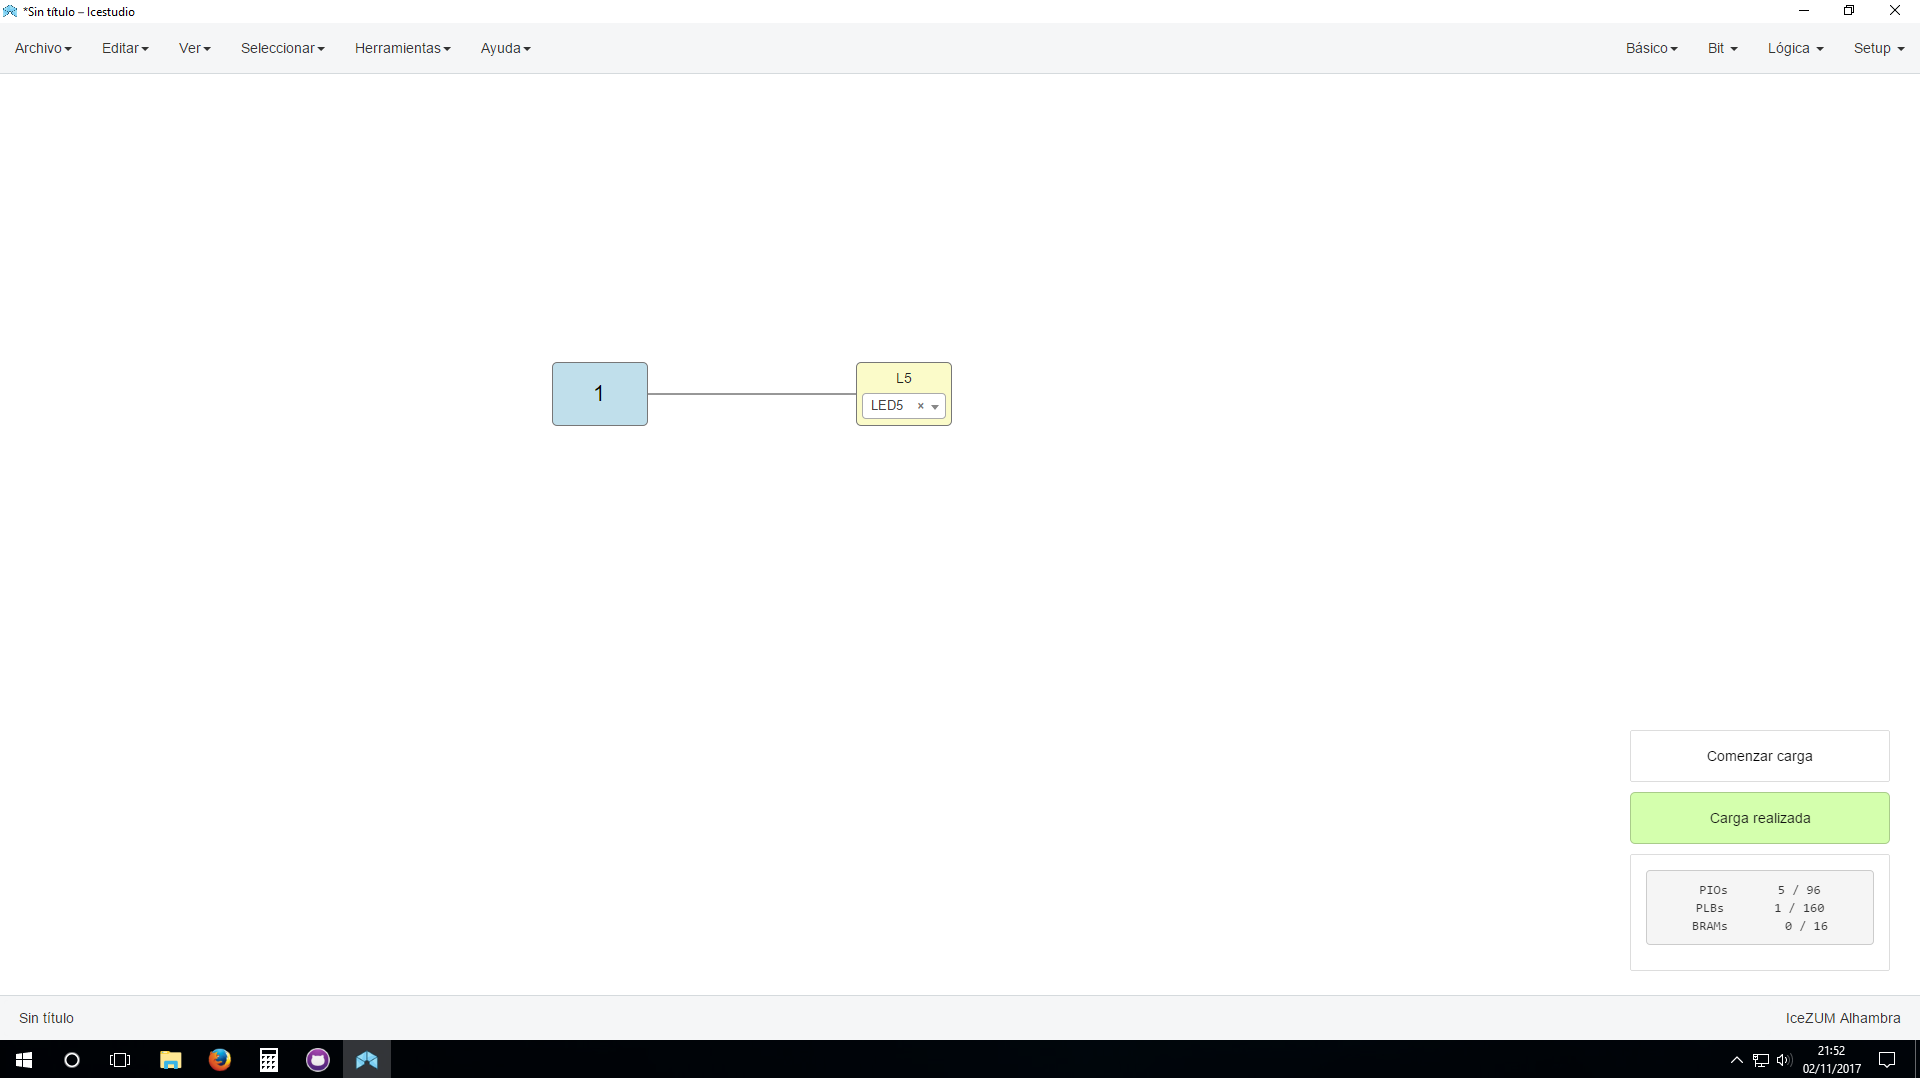 *Sin título – Icestudio
Archivo Editar Ver Seleccionar Herramientas Ayuda Básico Bit Lógica Setup
1
L5
LED5 ×
Comenzar carga
Carga realizada
PIOs 5 / 96
PLBs 1 / 160
BRAMs 0 / 16
Sin título IceZUM Alhambra
21:52
02/11/2017